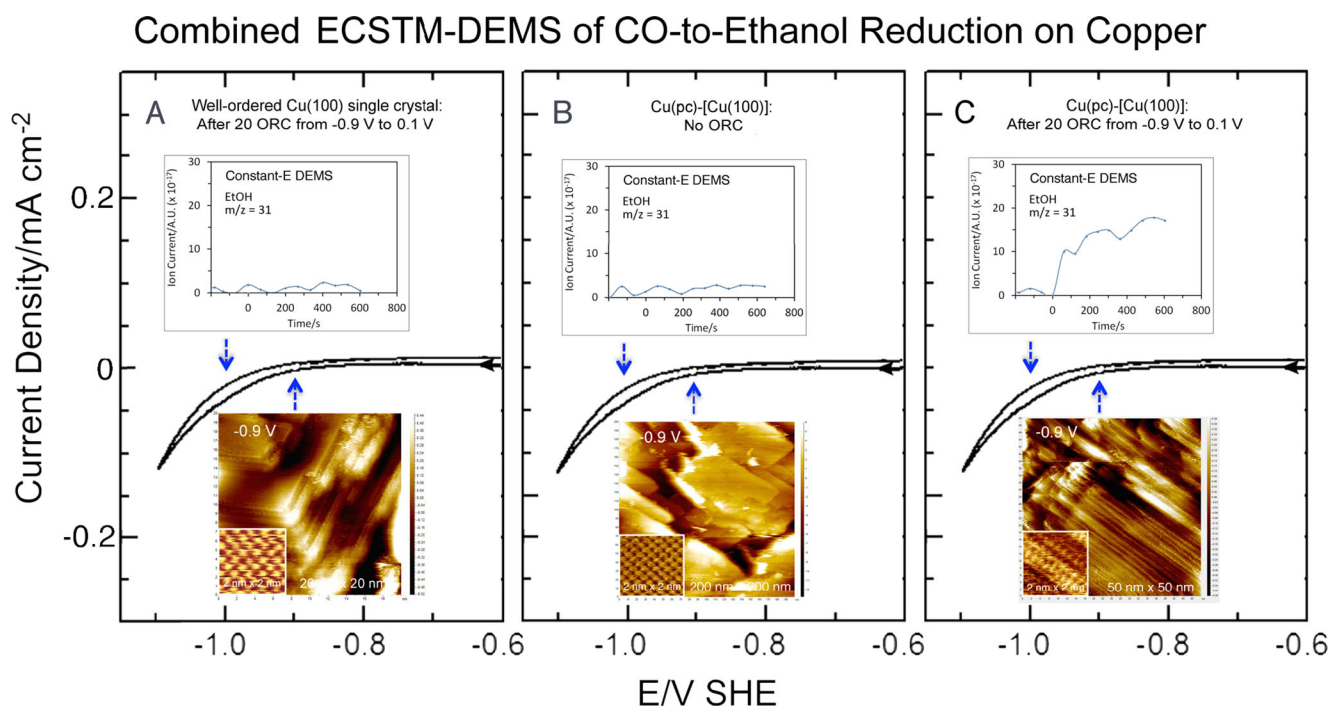 Combined ECSTM-DEMS of CO-to-Ethanol Reduction on Copper
Current Density/mA cm-2
0.2
0
-0.2
A
Well-ordered Cu(100) single crystal:
After 20 ORC from -0.9 V to 0.1 V
Ion Current/A.U. (x 10-17)
30
20
10
0
Constant-E DEMS
EtOH
m/z = 31
0 200 400 600 800
Time/s
-0.9 V
2 nm x 2 nm
-1.0 -0.8 -0.6
B
Cu(pc)-[Cu(100)]:
No ORC
Ion Current/A.U. (x 10-17)
30
20
10
0
Constant-E DEMS
EtOH
m/z = 31
0 200 400 600 800
Time/s
-0.9 V
2 nm x 2 nm
200 nm x 200 nm
-1.0 -0.8 -0.6
C
Cu(pc)-[Cu(100)]:
After 20 ORC from -0.9 V to 0.1 V
Ion Current/A.U. (x 10-17)
30
20
10
0
Constant-E DEMS
EtOH
m/z = 31
0 200 400 600 800
Time/s
-0.9 V
2 nm x 2 nm
50 nm x 50 nm
-1.0 -0.8 -0.6
E/V SHE